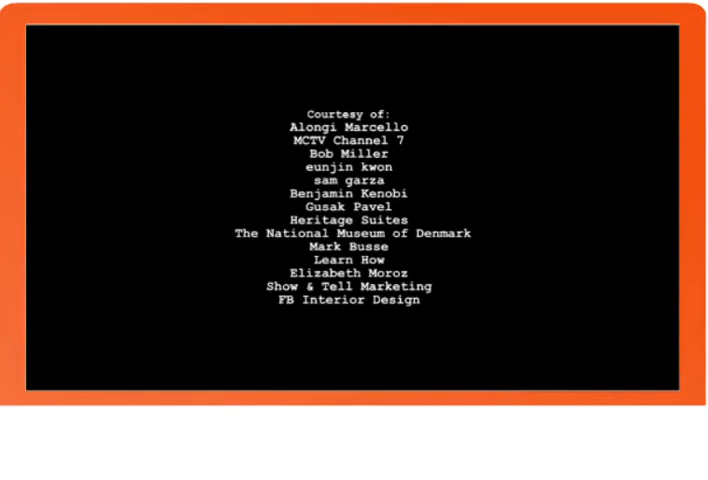 Courtesy of:
Alongi Marcello
MCTV Channel 7
Bob Miller
eunjin kwon
sam garza
Benjamin Kenobi
Gusak Pavel
Heritage Suites
The National Museum of Denmark
Mark Busse
Learn How
Elizabeth Moroz
Show & Tell Marketing
FB Interior Design